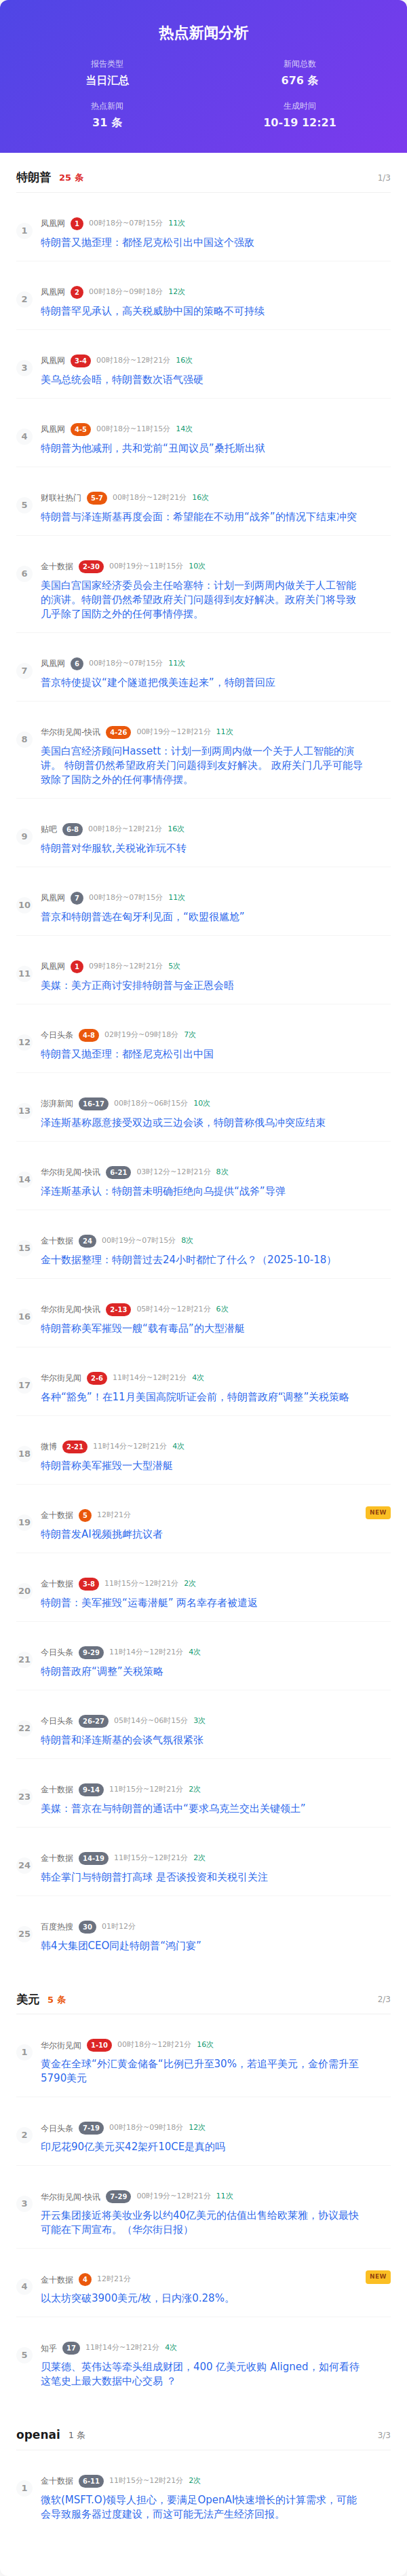 热点新闻分析
报告类型
当日汇总
新闻总数
676 条
热点新闻
31 条
生成时间
10-19 12:21
特朗普 25 条 1/3
1
凤凰网 1 00时18分~07时15分 11次
特朗普又抛歪理：都怪尼克松引出中国这个强敌
2
凤凰网 2 00时18分~09时18分 12次
特朗普罕见承认，高关税威胁中国的策略不可持续
3
凤凰网 3-4 00时18分~12时21分 16次
美乌总统会晤，特朗普数次语气强硬
4
凤凰网 4-5 00时18分~11时15分 14次
特朗普为他减刑，共和党前“丑闻议员”桑托斯出狱
5
财联社热门 5-7 00时18分~12时21分 16次
特朗普与泽连斯基再度会面：希望能在不动用“战斧”的情况下结束冲突
6
金十数据 2-30 00时19分~11时15分 10次
美国白宫国家经济委员会主任哈塞特：计划一到两周内做关于人工智能
的演讲。特朗普仍然希望政府关门问题得到友好解决。政府关门将导致
几乎除了国防之外的任何事情停摆。
7
凤凰网 6 00时18分~07时15分 11次
普京特使提议“建个隧道把俄美连起来”，特朗普回应
8
华尔街见闻-快讯 4-26 00时19分~12时21分 11次
美国白宫经济顾问Hassett：计划一到两周内做一个关于人工智能的演
讲。 特朗普仍然希望政府关门问题得到友好解决。 政府关门几乎可能导
致除了国防之外的任何事情停摆。
9
贴吧 6-8 00时18分~12时21分 16次
特朗普对华服软,关税讹诈玩不转
10
凤凰网 7 00时18分~07时15分 11次
普京和特朗普选在匈牙利见面，“欧盟很尴尬”
11
凤凰网 1 09时18分~12时21分 5次
美媒：美方正商讨安排特朗普与金正恩会晤
12
今日头条 4-8 02时19分~09时18分 7次
特朗普又抛歪理：都怪尼克松引出中国
13
澎湃新闻 16-17 00时18分~06时15分 10次
泽连斯基称愿意接受双边或三边会谈，特朗普称俄乌冲突应结束
14
华尔街见闻-快讯 6-21 03时12分~12时21分 8次
泽连斯基承认：特朗普未明确拒绝向乌提供“战斧”导弹
15
金十数据 24 00时19分~07时15分 8次
金十数据整理：特朗普过去24小时都忙了什么？（2025-10-18）
16
华尔街见闻-快讯 2-13 05时14分~12时21分 6次
特朗普称美军摧毁一艘“载有毒品”的大型潜艇
17
华尔街见闻 2-6 11时14分~12时21分 4次
各种“豁免”！在11月美国高院听证会前，特朗普政府“调整”关税策略
18
微博 2-21 11时14分~12时21分 4次
特朗普称美军摧毁一大型潜艇
19
金十数据 5 12时21分 NEW
特朗普发AI视频挑衅抗议者
20
金十数据 3-8 11时15分~12时21分 2次
特朗普：美军摧毁“运毒潜艇” 两名幸存者被遣返
21
今日头条 9-29 11时14分~12时21分 4次
特朗普政府“调整”关税策略
22
今日头条 26-27 05时14分~06时15分 3次
特朗普和泽连斯基的会谈气氛很紧张
23
金十数据 9-14 11时15分~12时21分 2次
美媒：普京在与特朗普的通话中“要求乌克兰交出关键领土”
24
金十数据 14-19 11时15分~12时21分 2次
韩企掌门与特朗普打高球 是否谈投资和关税引关注
25
百度热搜 30 01时12分
韩4大集团CEO同赴特朗普“鸿门宴”
美元 5 条 2/3
1
华尔街见闻 1-10 00时18分~12时21分 16次
黄金在全球“外汇黄金储备”比例已升至30%，若追平美元，金价需升至
5790美元
2
今日头条 7-19 00时18分~09时18分 12次
印尼花90亿美元买42架歼10CE是真的吗
3
华尔街见闻-快讯 7-29 00时19分~12时21分 11次
开云集团接近将美妆业务以约40亿美元的估值出售给欧莱雅，协议最快
可能在下周宣布。（华尔街日报）
4
金十数据 4 12时21分 NEW
以太坊突破3900美元/枚，日内涨0.28%。
5
知乎 17 11时14分~12时21分 4次
贝莱德、英伟达等牵头组成财团，400 亿美元收购 Aligned，如何看待
这笔史上最大数据中心交易 ？
openai 1 条 3/3
1
金十数据 6-11 11时15分~12时21分 2次
微软(MSFT.O)领导人担心，要满足OpenAI快速增长的计算需求，可能
会导致服务器过度建设，而这可能无法产生经济回报。